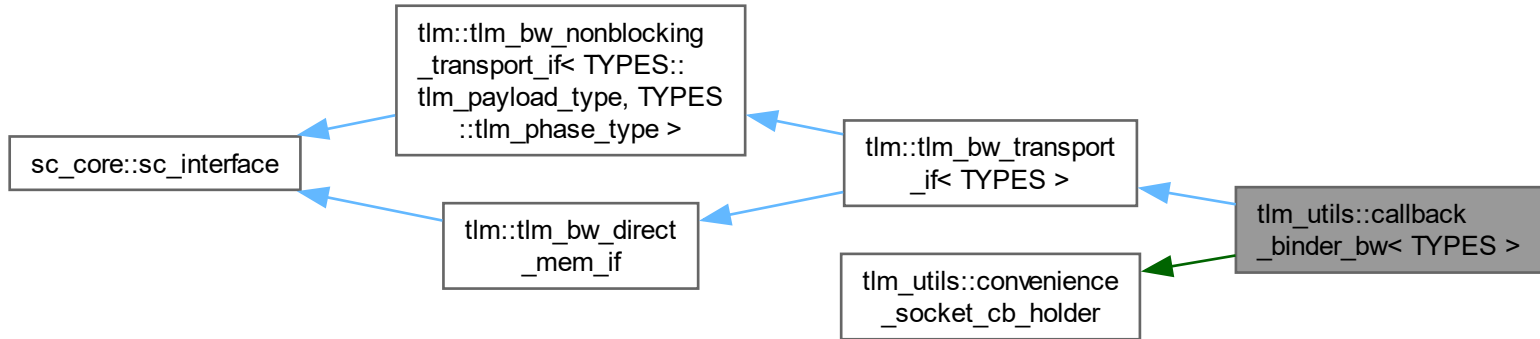 tlm::tlm_bw_nonblocking
_transport_if< TYPES::
tlm_payload_type, TYPES
::tlm_phase_type >
sc_core::sc_interface
tlm::tlm_bw_transport
_if< TYPES >
tlm::tlm_bw_direct
_mem_if
tlm_utils::callback
_binder_bw< TYPES >
tlm_utils::convenience
_socket_cb_holder